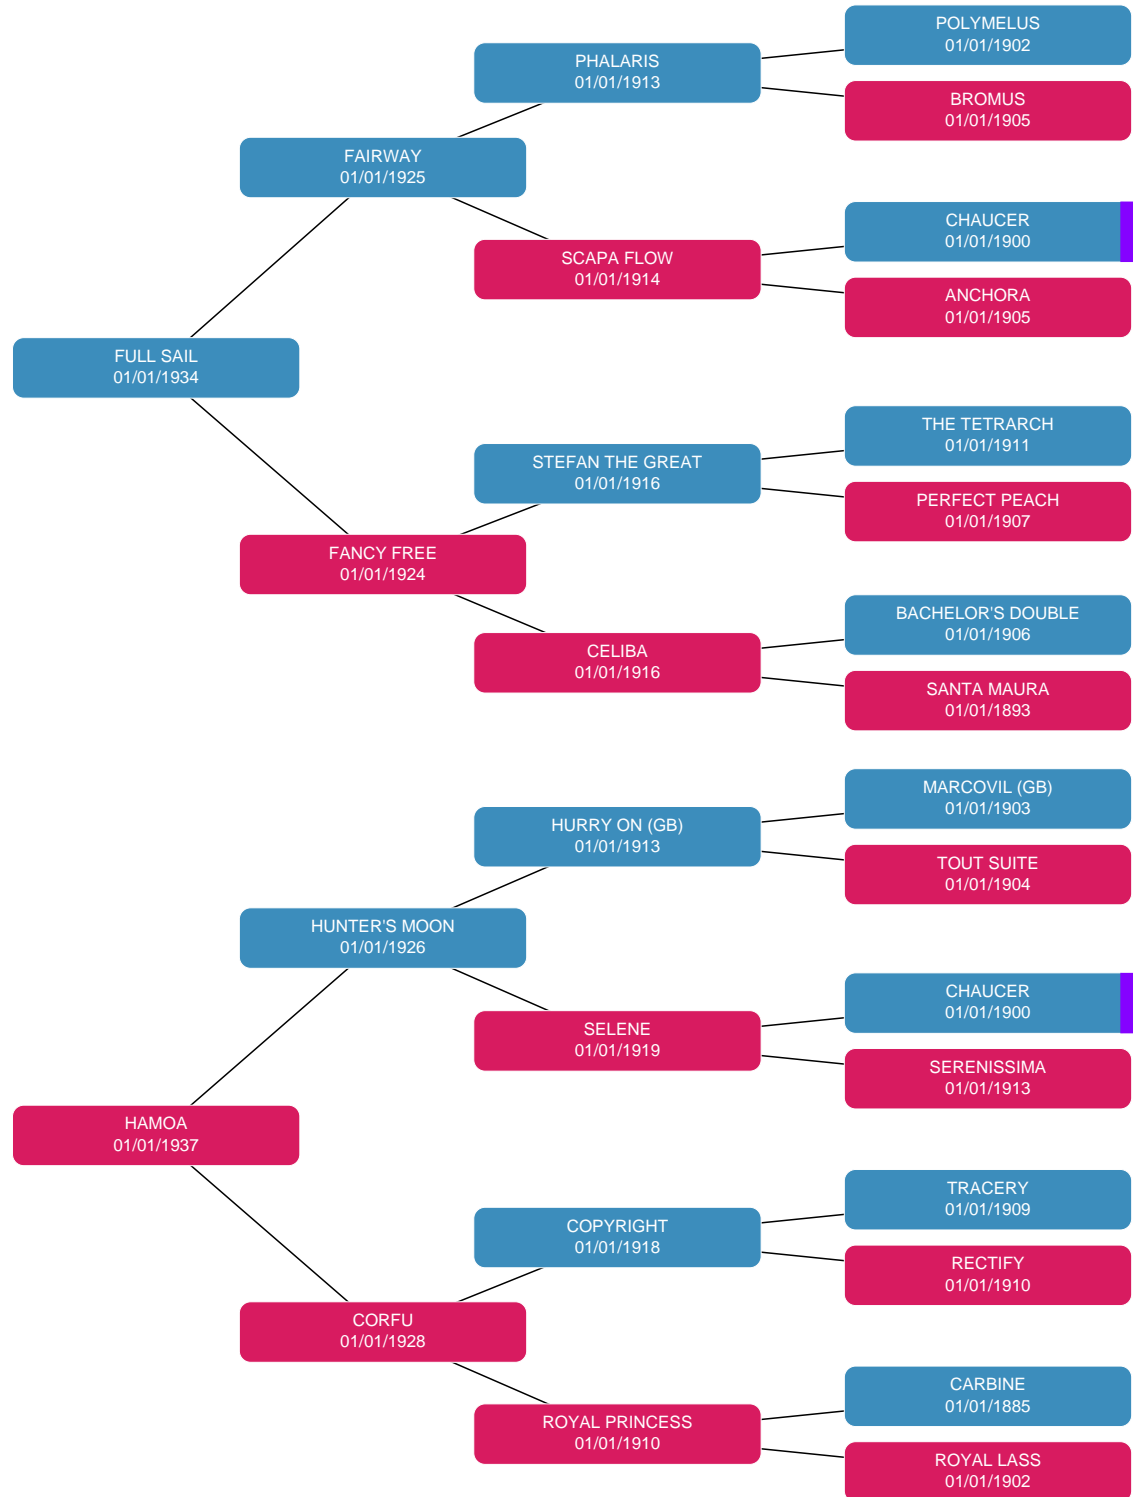 POLYMELUS
01/01/1902
PHALARIS
01/01/1913
BROMUS
01/01/1905
FAIRWAY
01/01/1925
CHAUCER
01/01/1900
SCAPA FLOW
01/01/1914
ANCHORA
01/01/1905
FULL SAIL
01/01/1934
THE TETRARCH
01/01/1911
STEFAN THE GREAT
01/01/1916
PERFECT PEACH
01/01/1907
FANCY FREE
01/01/1924
BACHELOR'S DOUBLE
01/01/1906
CELIBA
01/01/1916
SANTA MAURA
01/01/1893
MARCOVIL (GB)
01/01/1903
HURRY ON (GB)
01/01/1913
TOUT SUITE
01/01/1904
HUNTER'S MOON
01/01/1926
CHAUCER
01/01/1900
SELENE
01/01/1919
SERENISSIMA
01/01/1913
HAMOA
01/01/1937
TRACERY
01/01/1909
COPYRIGHT
01/01/1918
RECTIFY
01/01/1910
CORFU
01/01/1928
CARBINE
01/01/1885
ROYAL PRINCESS
01/01/1910
ROYAL LASS
01/01/1902